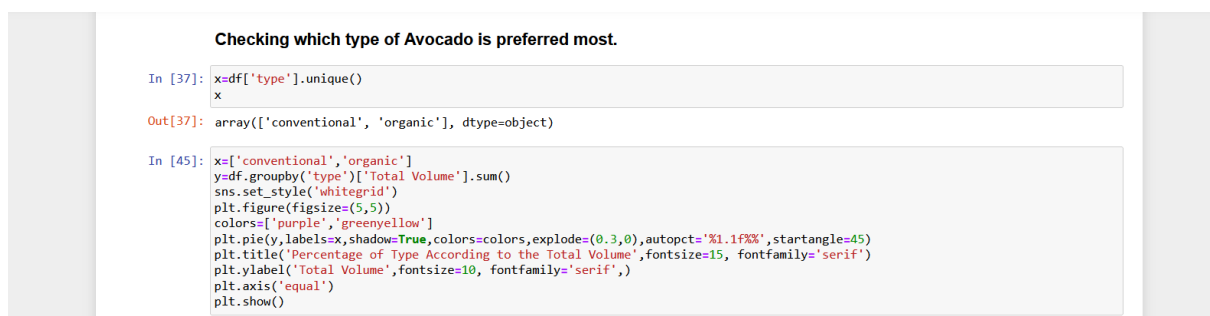 Checking which type of Avocado is preferred most.
In [37]: x=df['type'].unique()
x
Out[37]: array(['conventional', 'organic'], dtype=object)
In [45]: x=['conventional','organic']
y=df.groupby('type')['Total Volume'].sum()
sns.set_style('whitegrid')
plt.figure(figsize=(5,5))
colors=['purple','greenyellow']
plt.pie(y,labels=x,shadow=True,colors=colors,explode=(0.3,0),autopct='%1.1f%%',startangle=45)
plt.title('Percentage of Type According to the Total Volume',fontsize=15, fontfamily='serif')
plt.ylabel('Total Volume',fontsize=10, fontfamily='serif',)
plt.axis('equal')
plt.show()